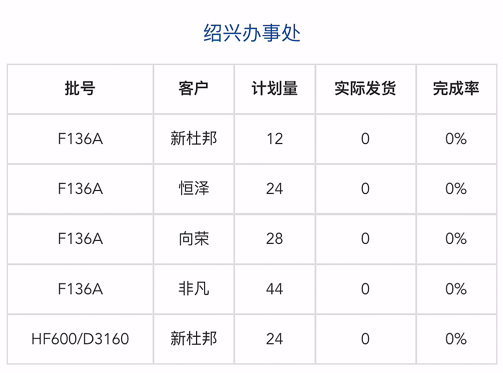 绍兴办事处
批号 客户 计划量 实际发货 完成率
F136A 新杜邦 12 0 0%
F136A 恒泽 24 0 0%
F136A 向荣 28 0 0%
F136A 非凡 44 0 0%
HF600/D3160 新杜邦 24 0 0%